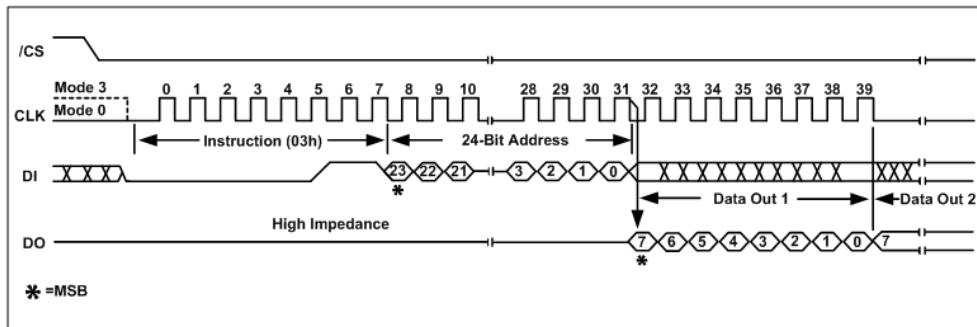 /CS
Mode 3
0 1 2 3 4 5 6 7 8 9 10 28 29 30 31 32 33 34 35 36 37 38 39
Mode 0
CLK
Instruction (03h) 24-Bit Address
DI 23 22 21 3 2 1 0
*
Data Out 1 Data Out 2
High Impedance
DO 7 6 5 4 3 2 1 0 7
*
* =MSB